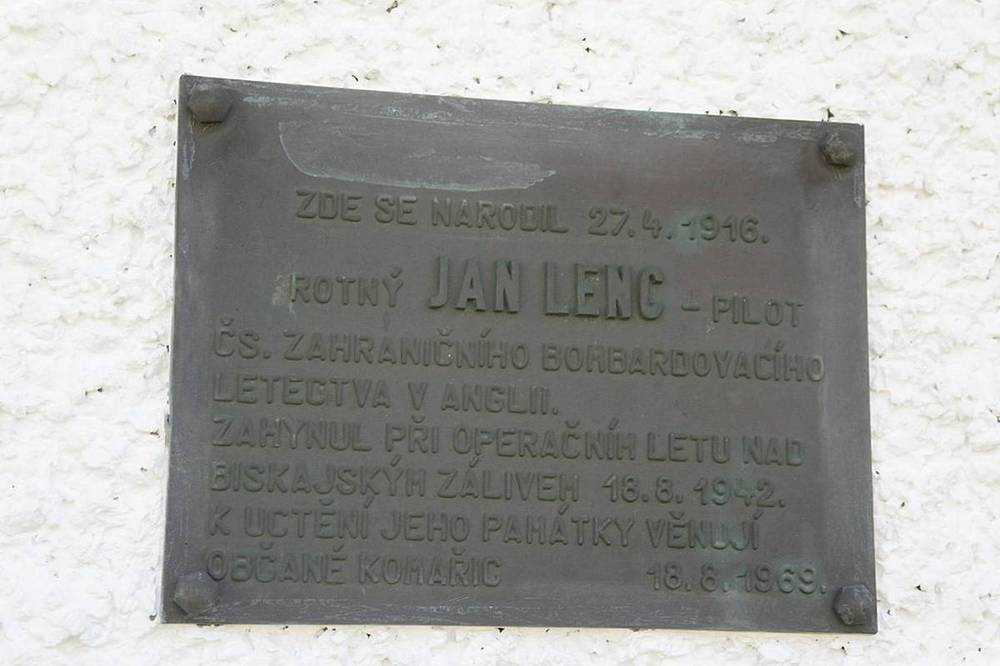 ZDE SE NARODIL 27.4.1916.
ROTNÝ JAN LENC – PILOT
ČS. ZAHRANIČNÍHO BOMBARDOVACÍHO
LETECTVA V ANGLII.
ZAHYNUL PŘI OPERAČNÍM LETU NAD
BISKAJSKÝM ZÁLIVEM 18.8.1942.
K UCTĚNÍ JEHO PAMÁTKY VĚNUJÍ
OBČANÉ KOMAŘIC 18.8.1969.